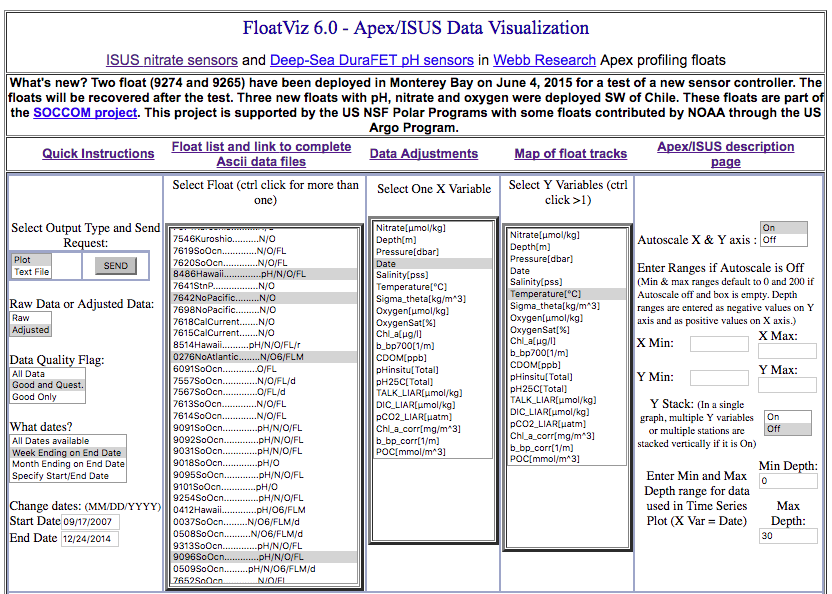 FloatViz 6.0 - Apex/ISUS Data Visualization
ISUS nitrate sensors and Deep-Sea DuraFET pH sensors in Webb Research Apex profiling floats
What's new? Two float (9274 and 9265) have been deployed in Monterey Bay on June 4, 2015 for a test of a new sensor controller. The
floats will be recovered after the test. Three new floats with pH, nitrate and oxygen were deployed SW of Chile. These floats are part of
the SOCCOM project. This project is supported by the US NSF Polar Programs with some floats contributed by NOAA through the US
Argo Program.
Quick Instructions
Float list and link to complete
Ascii data files
Data Adjustments
Map of float tracks
Apex/ISUS description
page
Select Output Type and Send
Request:
Plot
Text File
SEND
Raw Data or Adjusted Data:
Raw
Adjusted
Data Quality Flag:
All Data
Good and Quest.
Good Only
What dates?
All Dates available
Week Ending on End Date
Month Ending on End Date
Specify Start/End Date
Change dates: (MM/DD/YYYY)
Start Date 09/17/2007
End Date 12/24/2014
Select Float (ctrl click for more than
one)
7546Kuroshio..........N/O
7619SoOcn............N/O/FL
7620SoOcn............N/O/FL
8486Hawaii.............pH/N/O/FL
7641StnP...............N/O
7642NoPacific.........N/O
7698NoPacific.........N/O
7618CalCurrent......N/O
7615CalCurrent......N/O
8514Hawaii...........pH/N/O/FL/r
0276NoAtlantic.......N/O6/FLM
6091SoOcn............O/FL
7557SoOcn............N/O/FL/d
7567SoOcn............O/FL/d
7613SoOcn............N/O/FL
7614SoOcn............N/O/FL
9091SoOcn............pH/N/O/FL
9092SoOcn............pH/N/O/FL
9031SoOcn............pH/N/O/FL
9018SoOcn............pH/O
9095SoOcn............pH/N/O/FL
9101SoOcn............pH/O
9254SoOcn............pH/N/O/FL
0412Hawaii............pH/O6/FLM
0037SoOcn.........N/O6/FLM/d
0508SoOcn..........N/O6/FLM/d
9313SoOcn............pH/N/O/FL
9096SoOcn............pH/N/O/FL
0509SoOcn.........pH/N/O/FLM/d
7652SoOcn............N/O/FL
Select One X Variable
Nitrate[µmol/kg]
Depth[m]
Pressure[dbar]
Date
Salinity[pss]
Temperature[°C]
Sigma_theta[kg/m^3]
Oxygen[µmol/kg]
OxygenSat[%]
Chl_a[µg/l]
b_bp700[1/m]
CDOM[ppb]
pHinsitu[Total]
pH25C[Total]
TALK_LIAR[µmol/kg]
DIC_LIAR[µmol/kg]
pCO2_LIAR[µatm]
Chl_a_corr[mg/m^3]
b_bp_corr[1/m]
POC[mmol/m^3]
Select Y Variables (ctrl
click >1)
Nitrate[µmol/kg]
Depth[m]
Pressure[dbar]
Date
Salinity[pss]
Temperature[°C]
Sigma_theta[kg/m^3]
Oxygen[µmol/kg]
OxygenSat[%]
Chl_a[µg/l]
b_bp700[1/m]
CDOM[ppb]
pHinsitu[Total]
pH25C[Total]
TALK_LIAR[µmol/kg]
DIC_LIAR[µmol/kg]
pCO2_LIAR[µatm]
Chl_a_corr[mg/m^3]
b_bp_corr[1/m]
POC[mmol/m^3]
Autoscale X & Y axis :
On
Off
Enter Ranges if Autoscale is Off
(Min & max ranges default to 0 and 200 if
Autoscale off and box is empty. Depth
ranges are entered as negative values on Y
axis and as positive values on X axis.)
X Min:
X Max:
Y Min:
Y Max:
Y Stack: (In a single
graph, multiple Y variables
or multiple stations are
stacked vertically if it is On)
On
Off
Enter Min and Max
Depth range for data
used in Time Series
Plot (X Var = Date)
Min Depth:
0
Max
Depth:
30